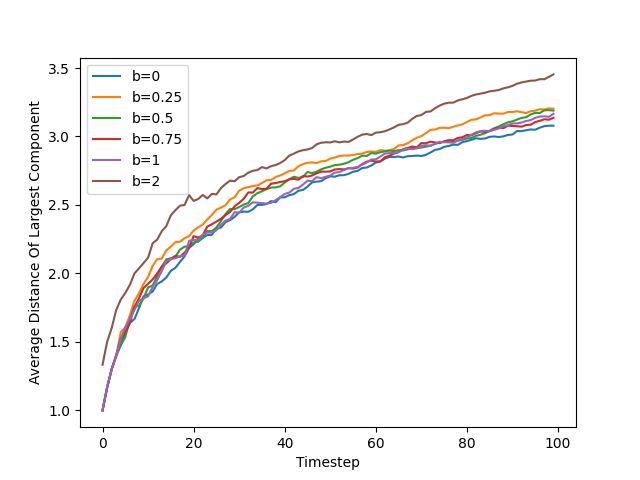 3.5
3.0
2.5
2.0
1.5
1.0
Average Distance Of Largest Component
b=0
b=0.25
b=0.5
b=0.75
b=1
b=2
0 20 40 60 80 100
Timestep